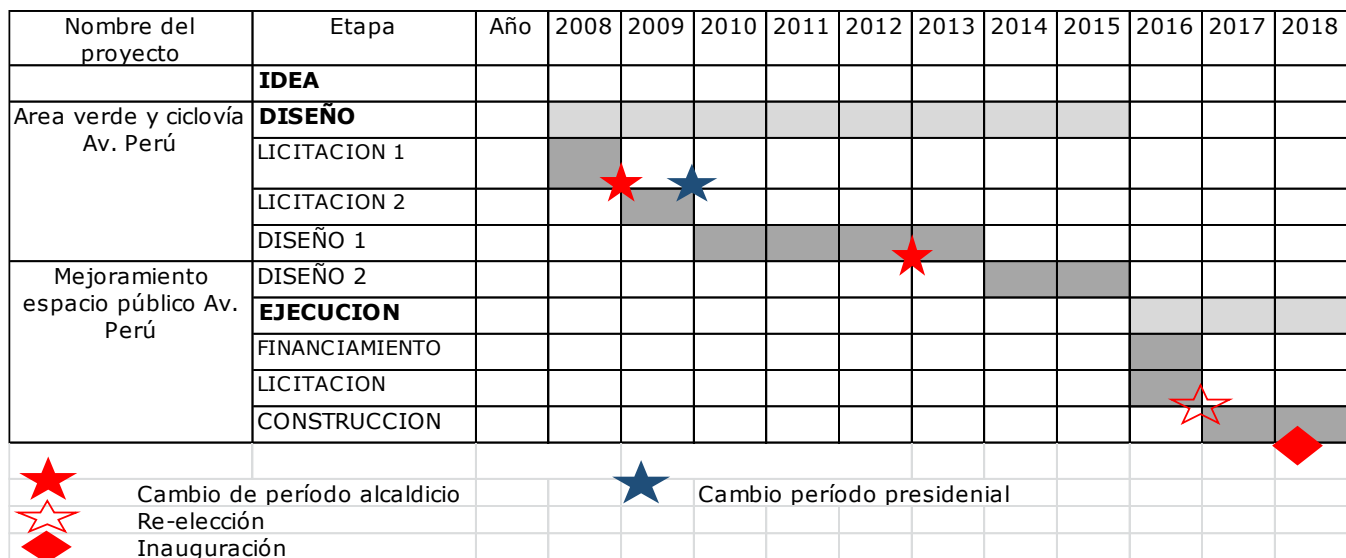 Nombre del proyecto Etapa Año 2008 2009 2010 2011 2012 2013 2014 2015 2016 2017 2018
IDEA
Area verde y ciclovía Av. Perú
DISEÑO
LICITACION 1
LICITACION 2
DISEÑO 1
Mejoramiento espacio público Av. Perú
DISEÑO 2
EJECUCION
FINANCIAMIENTO
LICITACION
CONSTRUCCION
Cambio de período alcaldicio Cambio período presidenial
Re-elección
Inauguración